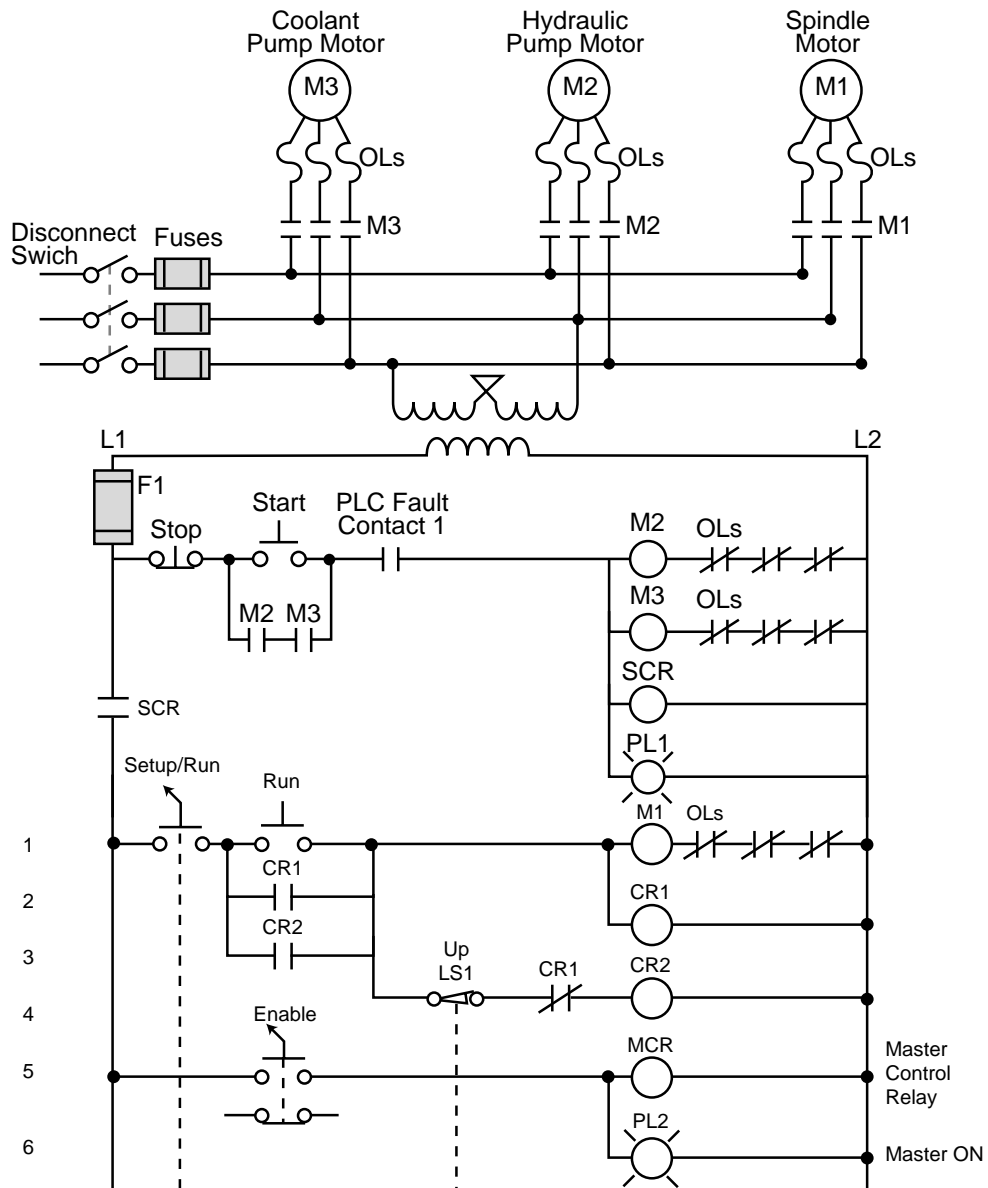 Coolant
Pump Motor
Hydraulic
Pump Motor
Spindle
Motor
M3
M2
M1
OLs
OLs
OLs
M3
M2
M1
Disconnect
Swich
Fuses
L1
L2
F1
Stop
Start
PLC Fault
Contact 1
M2
OLs
M2
M3
M3
OLs
SCR
SCR
PL1
Setup/Run
Run
M1
OLs
1
CR1
CR1
2
CR2
3
Up
LS1
CR1
CR2
4
Enable
MCR
5
Master
Control
Relay
PL2
6
Master ON